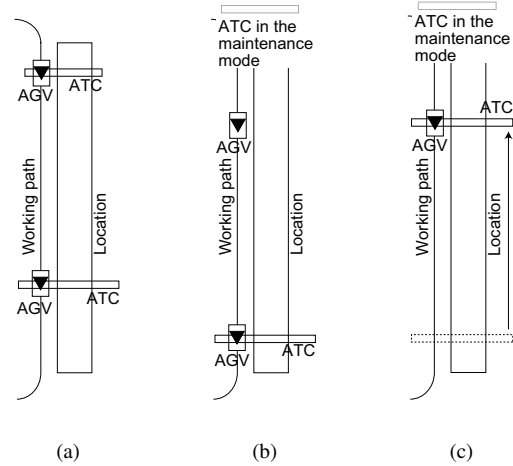 AGV
ATC
Working path
Location
AGV
ATC
(a)
ATC in the
maintenance
mode
AGV
Working path
Location
AGV
ATC
(b)
ATC in the
maintenance
mode
ATC
AGV
Working path
Location
(c)